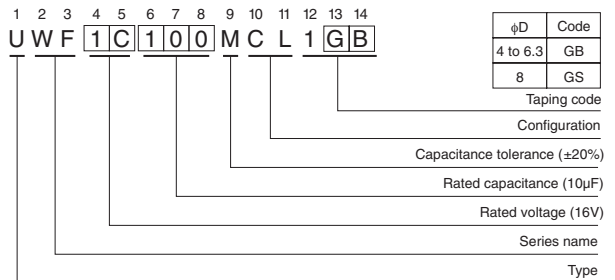 1 2 3 4 5 6 7 8 9 10 11 12 13 14
U W F 1 C 1 0 0 M C L 1 G B
ϕD Code
4 to 6.3 GB
8 GS
Taping code
Configuration
Capacitance tolerance (±20%)
Rated capacitance (10µF)
Rated voltage (16V)
Series name
Type